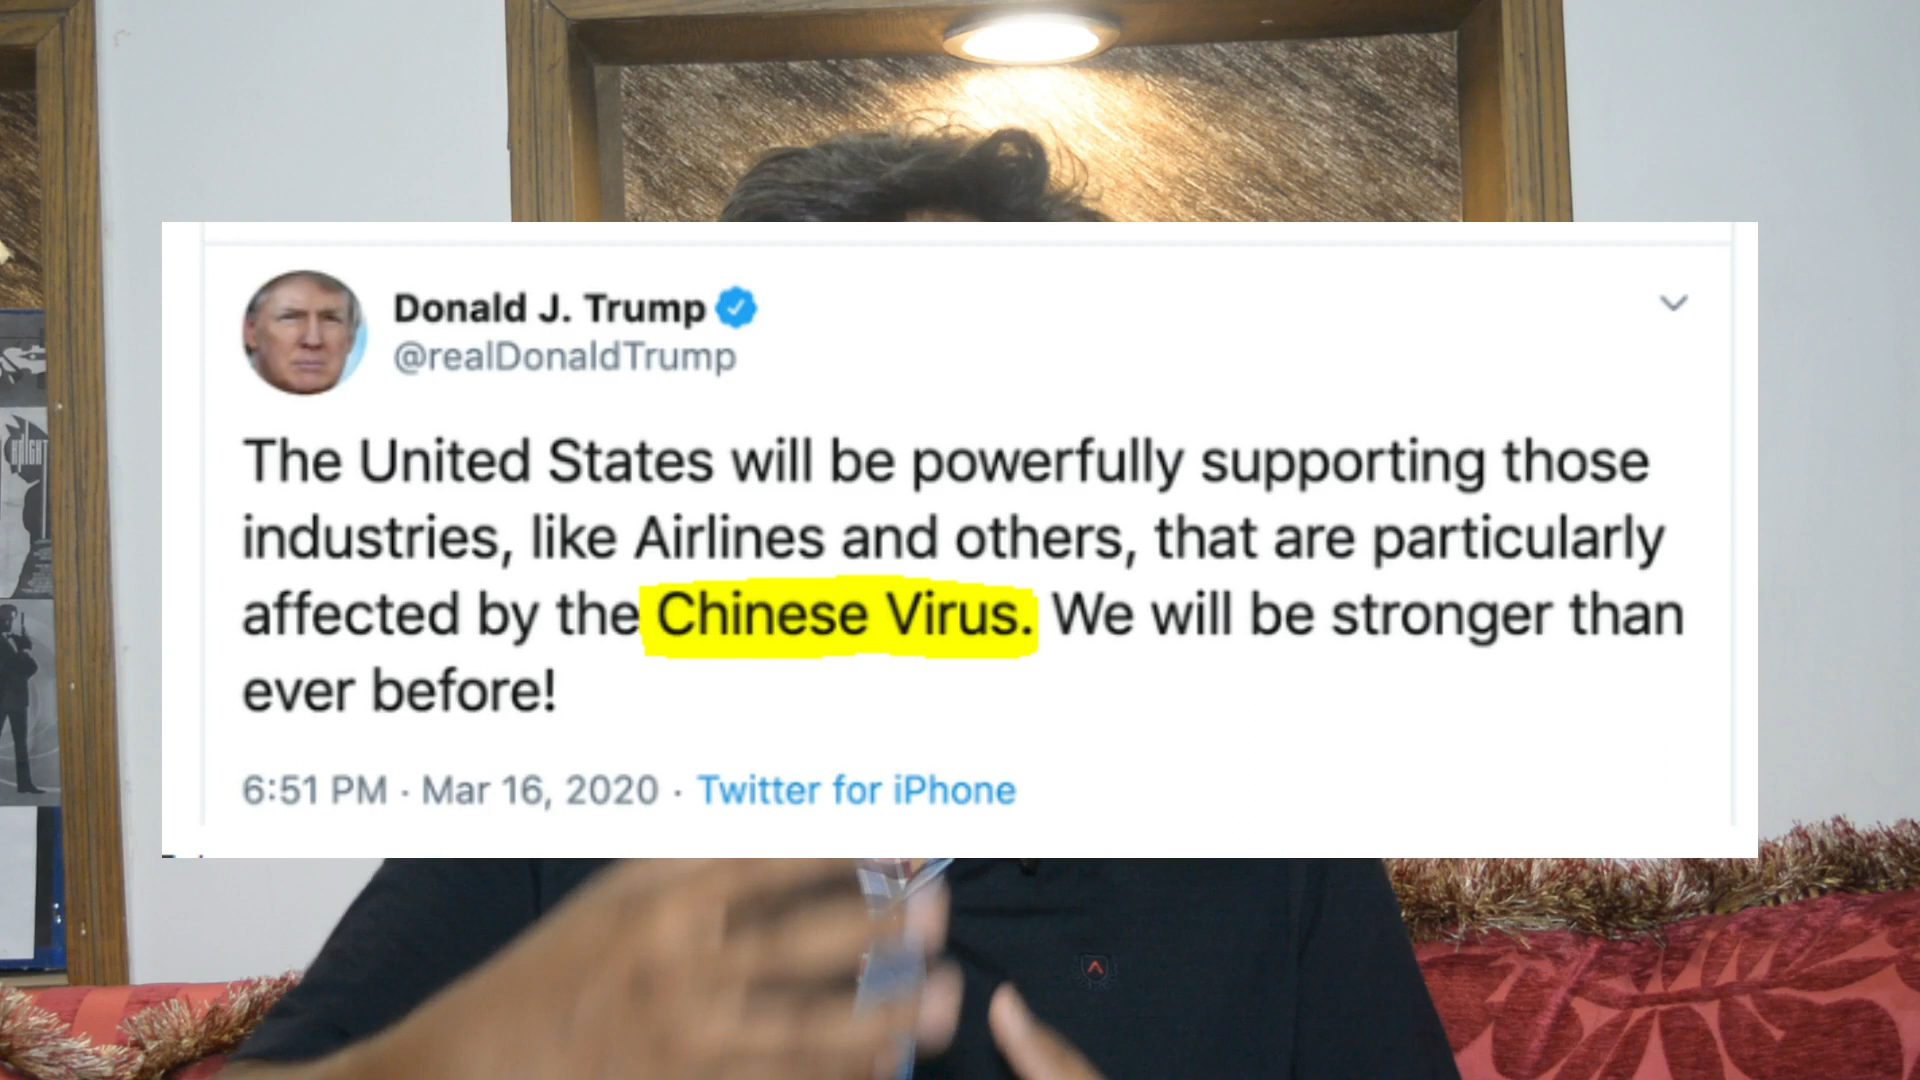 Donald J. Trump
@realDonaldTrump
The United States will be powerfully supporting those
industries, like Airlines and others, that are particularly
affected by the Chinese Virus. We will be stronger than
ever before!
6:51 PM · Mar 16, 2020 · Twitter for iPhone